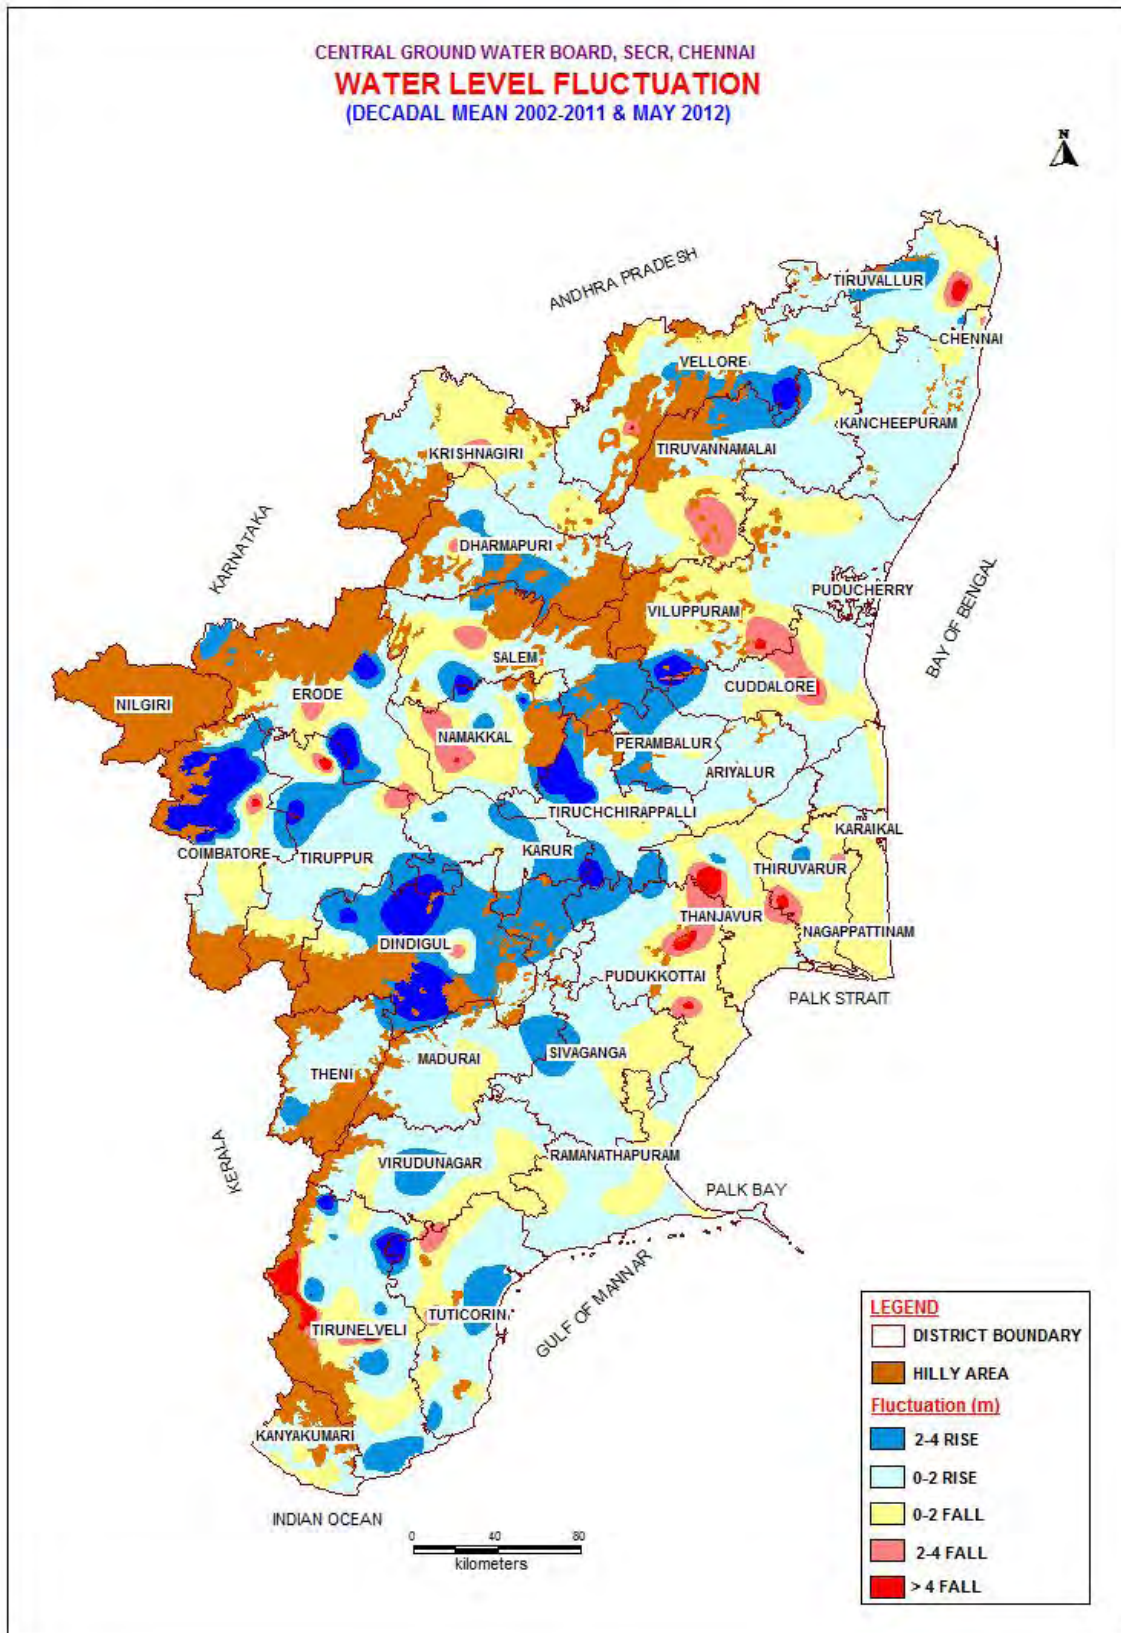 CENTRAL GROUND WATER BOARD, SECR, CHENNAI
WATER LEVEL FLUCTUATION
(DECADAL MEAN 2002-2011 & MAY 2012)
N
ANDHRA PRADESH
TIRUVALLUR
CHENNAI
VELLORE
KANCHEEPURAM
KRISHNAGIRI
TIRUVANNAMALAI
KARNATAKA
DHARMAPURI
PUDUCHERRY
VILUPPURAM
BAY OF BENGAL
SALEM
CUDDALORE
NILGIRI
ERODE
NAMAKKAL
PERAMBALUR
ARIYALUR
TIRUCHCHIRAPPALLI
KARAIKAL
COIMBATORE
TIRUPPUR
KARUR
THIRUVARUR
THANJAVUR
NAGAPPATTINAM
DINDIGUL
PUDUKKOTTAI
PALK STRAIT
SIVAGANGA
MADURAI
THENI
KERALA
VIRUDUNAGAR
RAMANATHAPURAM
PALK BAY
GULF OF MANNAR
TUTICORIN
TIRUNELVELI
KANYAKUMARI
INDIAN OCEAN
0 40 80
kilometers
LEGEND
DISTRICT BOUNDARY
HILLY AREA
Fluctuation (m)
2-4 RISE
0-2 RISE
0-2 FALL
2-4 FALL
> 4 FALL